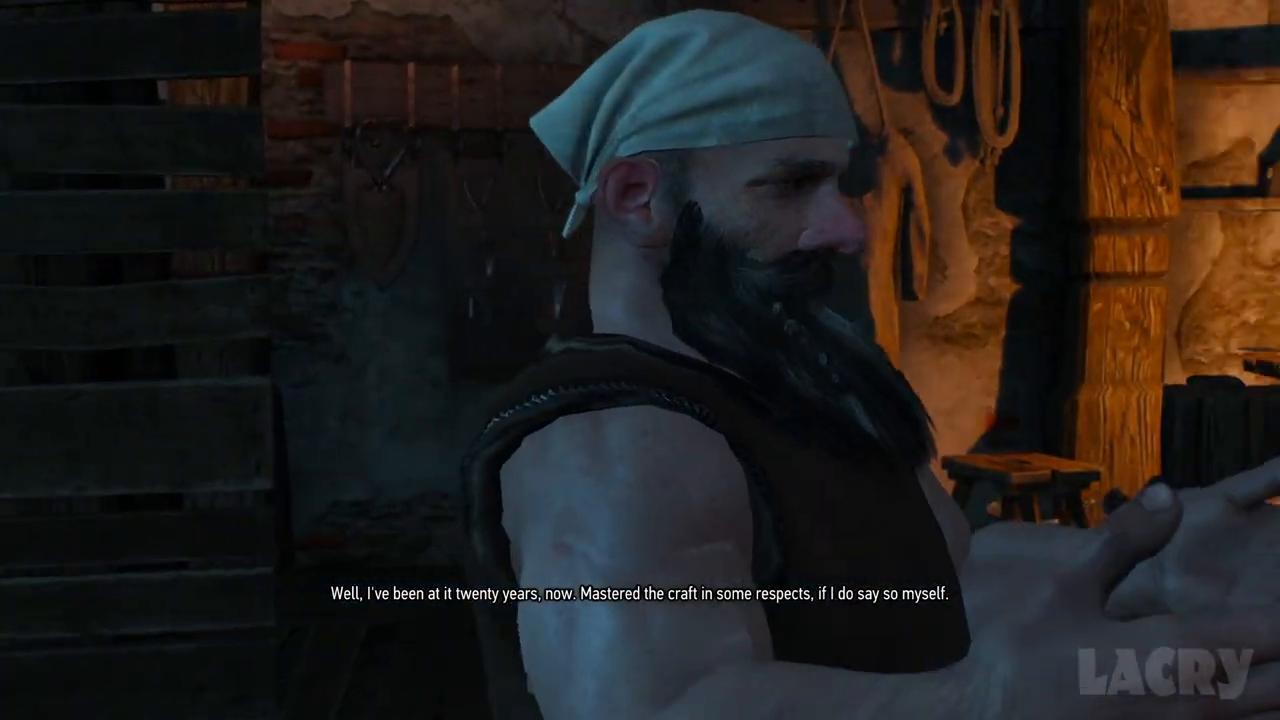 Well, I've been at it twenty years, now. Mastered the craft in some respects, if I do say so myself.
LACRY